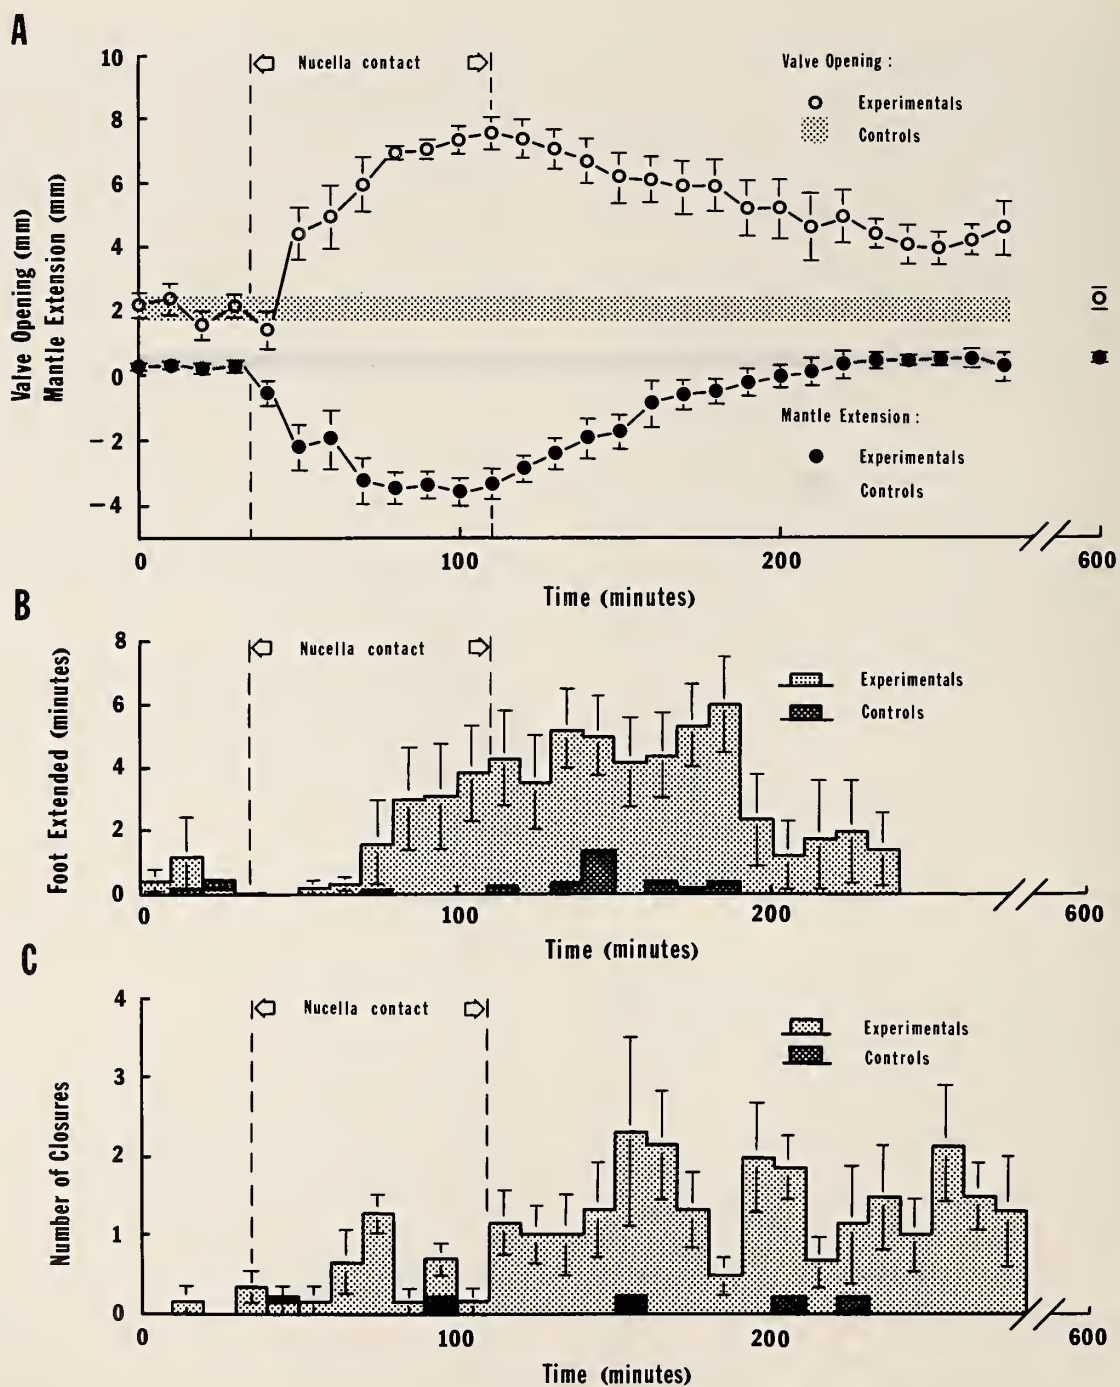 A
10
8
6
4
2
0
−2
−4
Valve Opening (mm)
Mantle Extension (mm)
Nucella contact
Valve Opening :
Experimentals
Controls
Mantle Extension :
Experimentals
Controls
0
100
200
600
Time (minutes)
B
8
6
4
2
0
Foot Extended (minutes)
Nucella contact
Experimentals
Controls
0
100
200
600
Time (minutes)
C
4
3
2
1
0
Number of Closures
Nucella contact
Experimentals
Controls
0
100
200
600
Time (minutes)